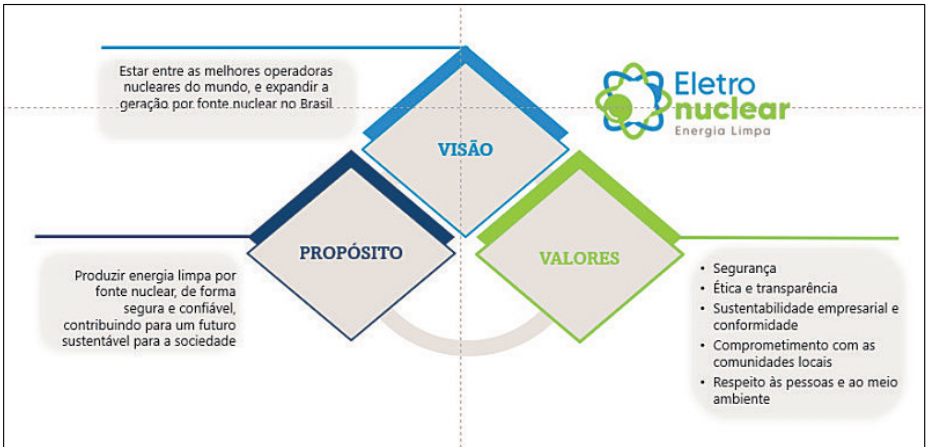 Estar entre as melhores operadoras
nucleares do mundo, e expandir a
geração por fonte nuclear no Brasil
Eletro
nuclear
Energia Limpa
VISÃO
PROPÓSITO
Produzir energia limpa por
fonte nuclear, de forma
segura e confiável,
contribuindo para um futuro
sustentável para a sociedade
VALORES
• Segurança
• Ética e transparência
• Sustentabilidade empresarial e
conformidade
• Comprometimento com as
comunidades locais
• Respeito às pessoas e ao meio
ambiente